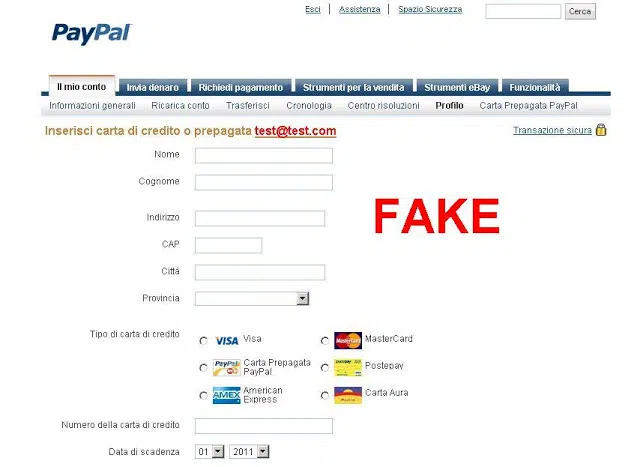 Esci | Assistenza | Spazio Sicurezza Cerca
PayPal
Il mio conto Invia denaro Richiedi pagamento Strumenti per la vendita Strumenti eBay Funzionalità
Informazioni generali Ricarica conto Trasferisci Cronologia Centro risoluzioni Profilo Carta Prepagata PayPal
Inserisci carta di credito o prepagata test@test.com Transazione sicura
Nome
Cognome
FAKE
Indirizzo
CAP
Città
Provincia
Tipo di carta di credito VISA Visa MasterCard MasterCard
PayPal Carta Prepagata PayPal Postepay
AMEX American Express Carta Aura
Numero della carta di credito
Data di scadenza 01 2011